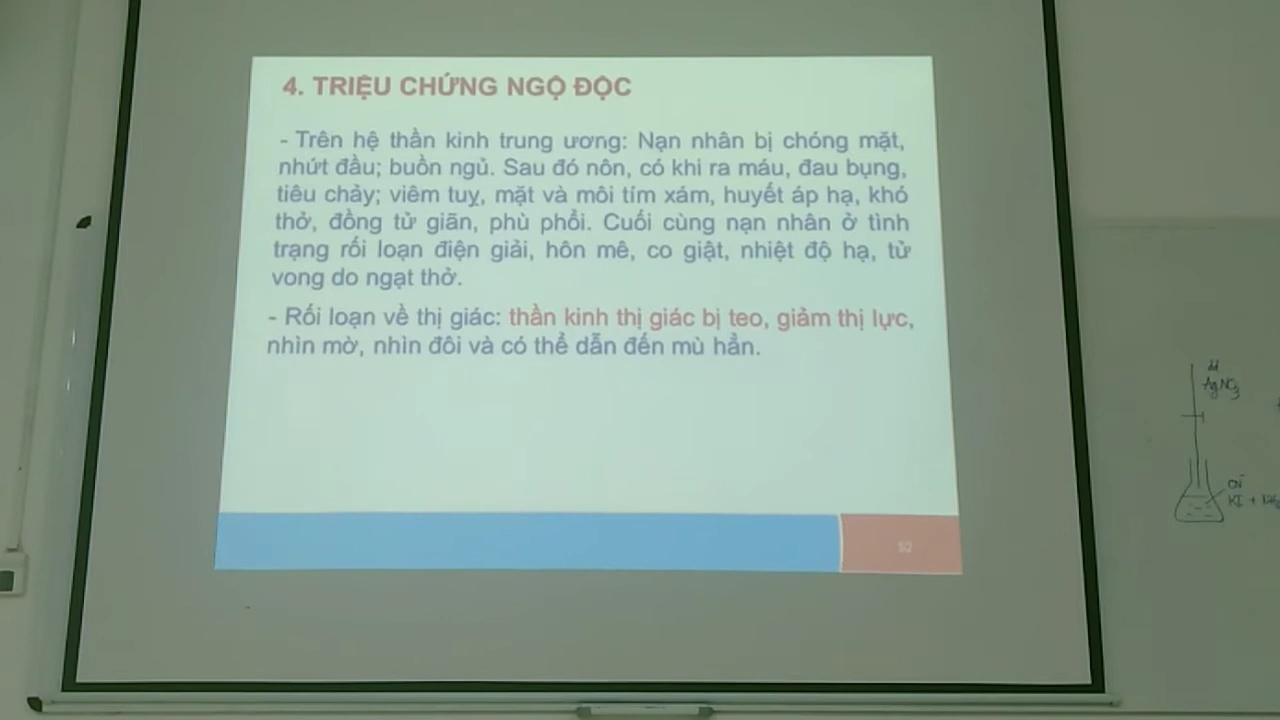 4. TRIỆU CHỨNG NGỘ ĐỘC
- Trên hệ thần kinh trung ương: Nạn nhân bị chóng mặt,
nhứt đầu; buồn ngủ. Sau đó nôn, có khi ra máu, đau bụng,
tiêu chảy; viêm tuỵ, mặt và môi tím xám, huyết áp hạ, khó
thở, đồng tử giãn, phù phổi. Cuối cùng nạn nhân ở tình
trạng rối loạn điện giải, hôn mê, co giật, nhiệt độ hạ, tử
vong do ngạt thở.
- Rối loạn về thị giác: thần kinh thị giác bị teo, giảm thị lực,
nhìn mờ, nhìn đôi và có thể dẫn đến mù hẳn.
dd
AgNO3
CN⁻
KI +